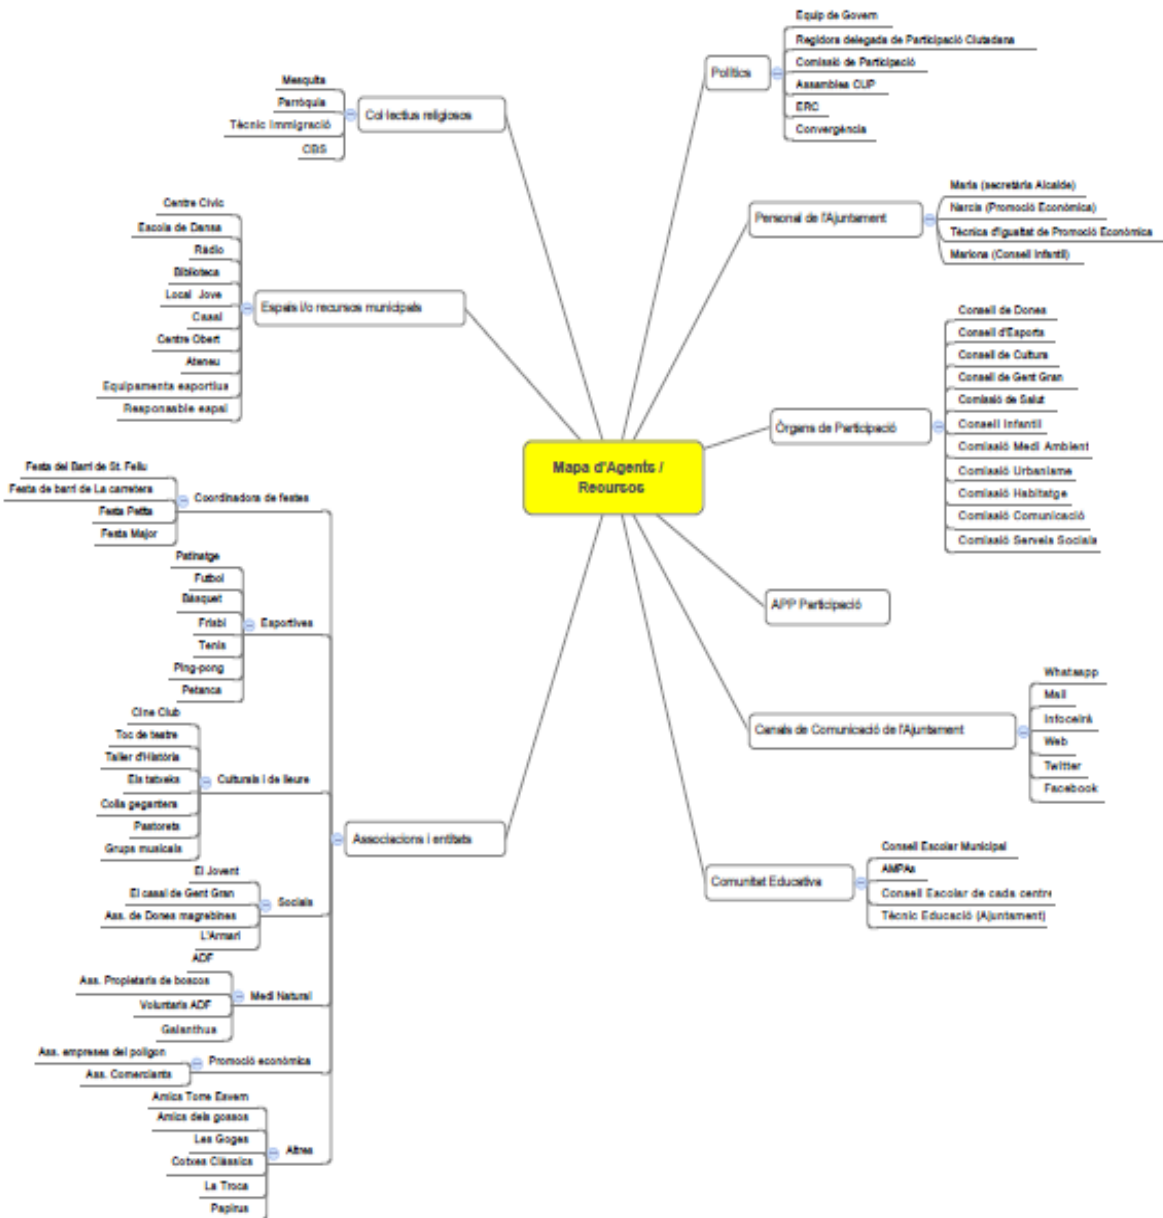 Mapa d'Agents /
Recursos
Polítics
Equip de Govern
Regidora delegada de Participació Ciutadana
Comissió de Participació
Assamblea CUP
ERC
Convergència
Personal de l'Ajuntament
Maria (secretària Alcalde)
Narcís (Promoció Econòmica)
Tècnica d'Igualtat de Promoció Econòmica
Mariona (Consell Infantil)
Òrgans de Participació
Consell de Dones
Consell d'Esports
Consell de Cultura
Consell de Gent Gran
Comissió de Salut
Consell Infantil
Comissió Medi Ambient
Comissió Urbanisme
Comissió Habitatge
Comissió Comunicació
Comissió Serveis Socials
APP Participació
Canals de Comunicació de l'Ajuntament
Whatsapp
Mail
Infocelrà
Web
Twitter
Facebook
Comunitat Educativa
Consell Escolar Municipal
AMPAs
Consell Escolar de cada centre
Tècnic Educació (Ajuntament)
Col·lectius religiosos
Mesquita
Parròquia
Tècnic Immigració
CBS
Espais i/o recursos municipals
Centre Cívic
Escola de Dansa
Ràdio
Biblioteca
Local Jove
Casal
Centre Obert
Ateneu
Equipaments esportius
Responsable espai
Associacions i entitats
Coordinadora de festes
Festa del Barri de St. Feliu
Festa de barri de La carretera
Festa Petita
Festa Major
Esportives
Patinatge
Futbol
Bàsquet
Frisbi
Tenis
Ping-pong
Petanca
Culturals i de lleure
Cine Club
Toc de teatre
Taller d'Història
Els tatxeks
Colla gegantera
Pastorets
Grups musicals
Socials
El Jovent
El casal de Gent Gran
Ass. de Dones magrebines
L'Armari
Medi Natural
ADF
Ass. Propietaris de boscos
Voluntaris ADF
Galanthus
Promoció econòmica
Ass. empreses del polígon
Ass. Comerciants
Altres
Amics Torre Esvern
Amics dels gossos
Les Goges
Cotxes Clàssics
La Troca
Papirus